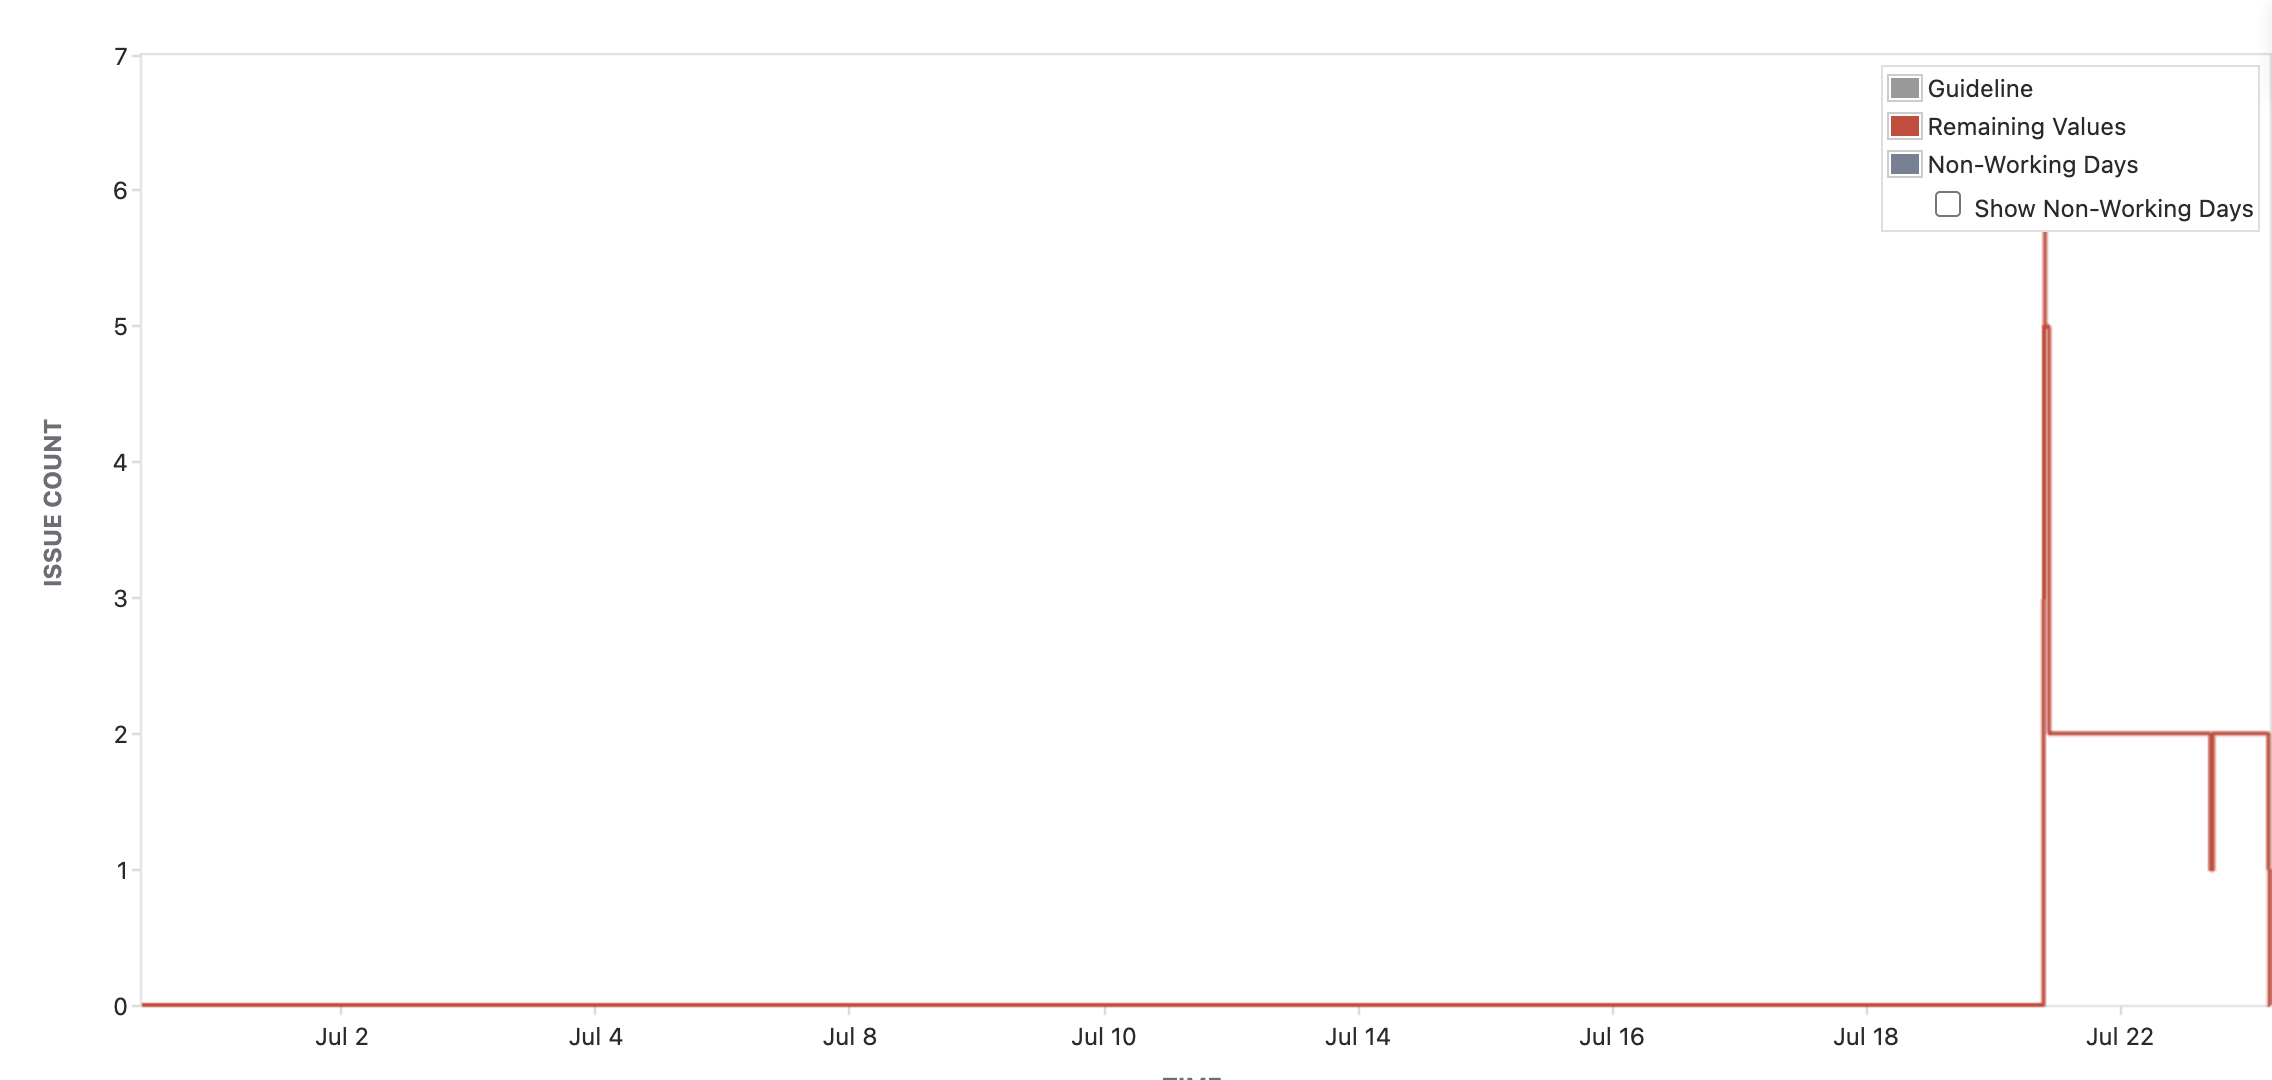 7
6
5
4
3
2
1
0
ISSUE COUNT
Guideline
Remaining Values
Non-Working Days
Show Non-Working Days
Jul 2 Jul 4 Jul 8 Jul 10 Jul 14 Jul 16 Jul 18 Jul 22
TIME